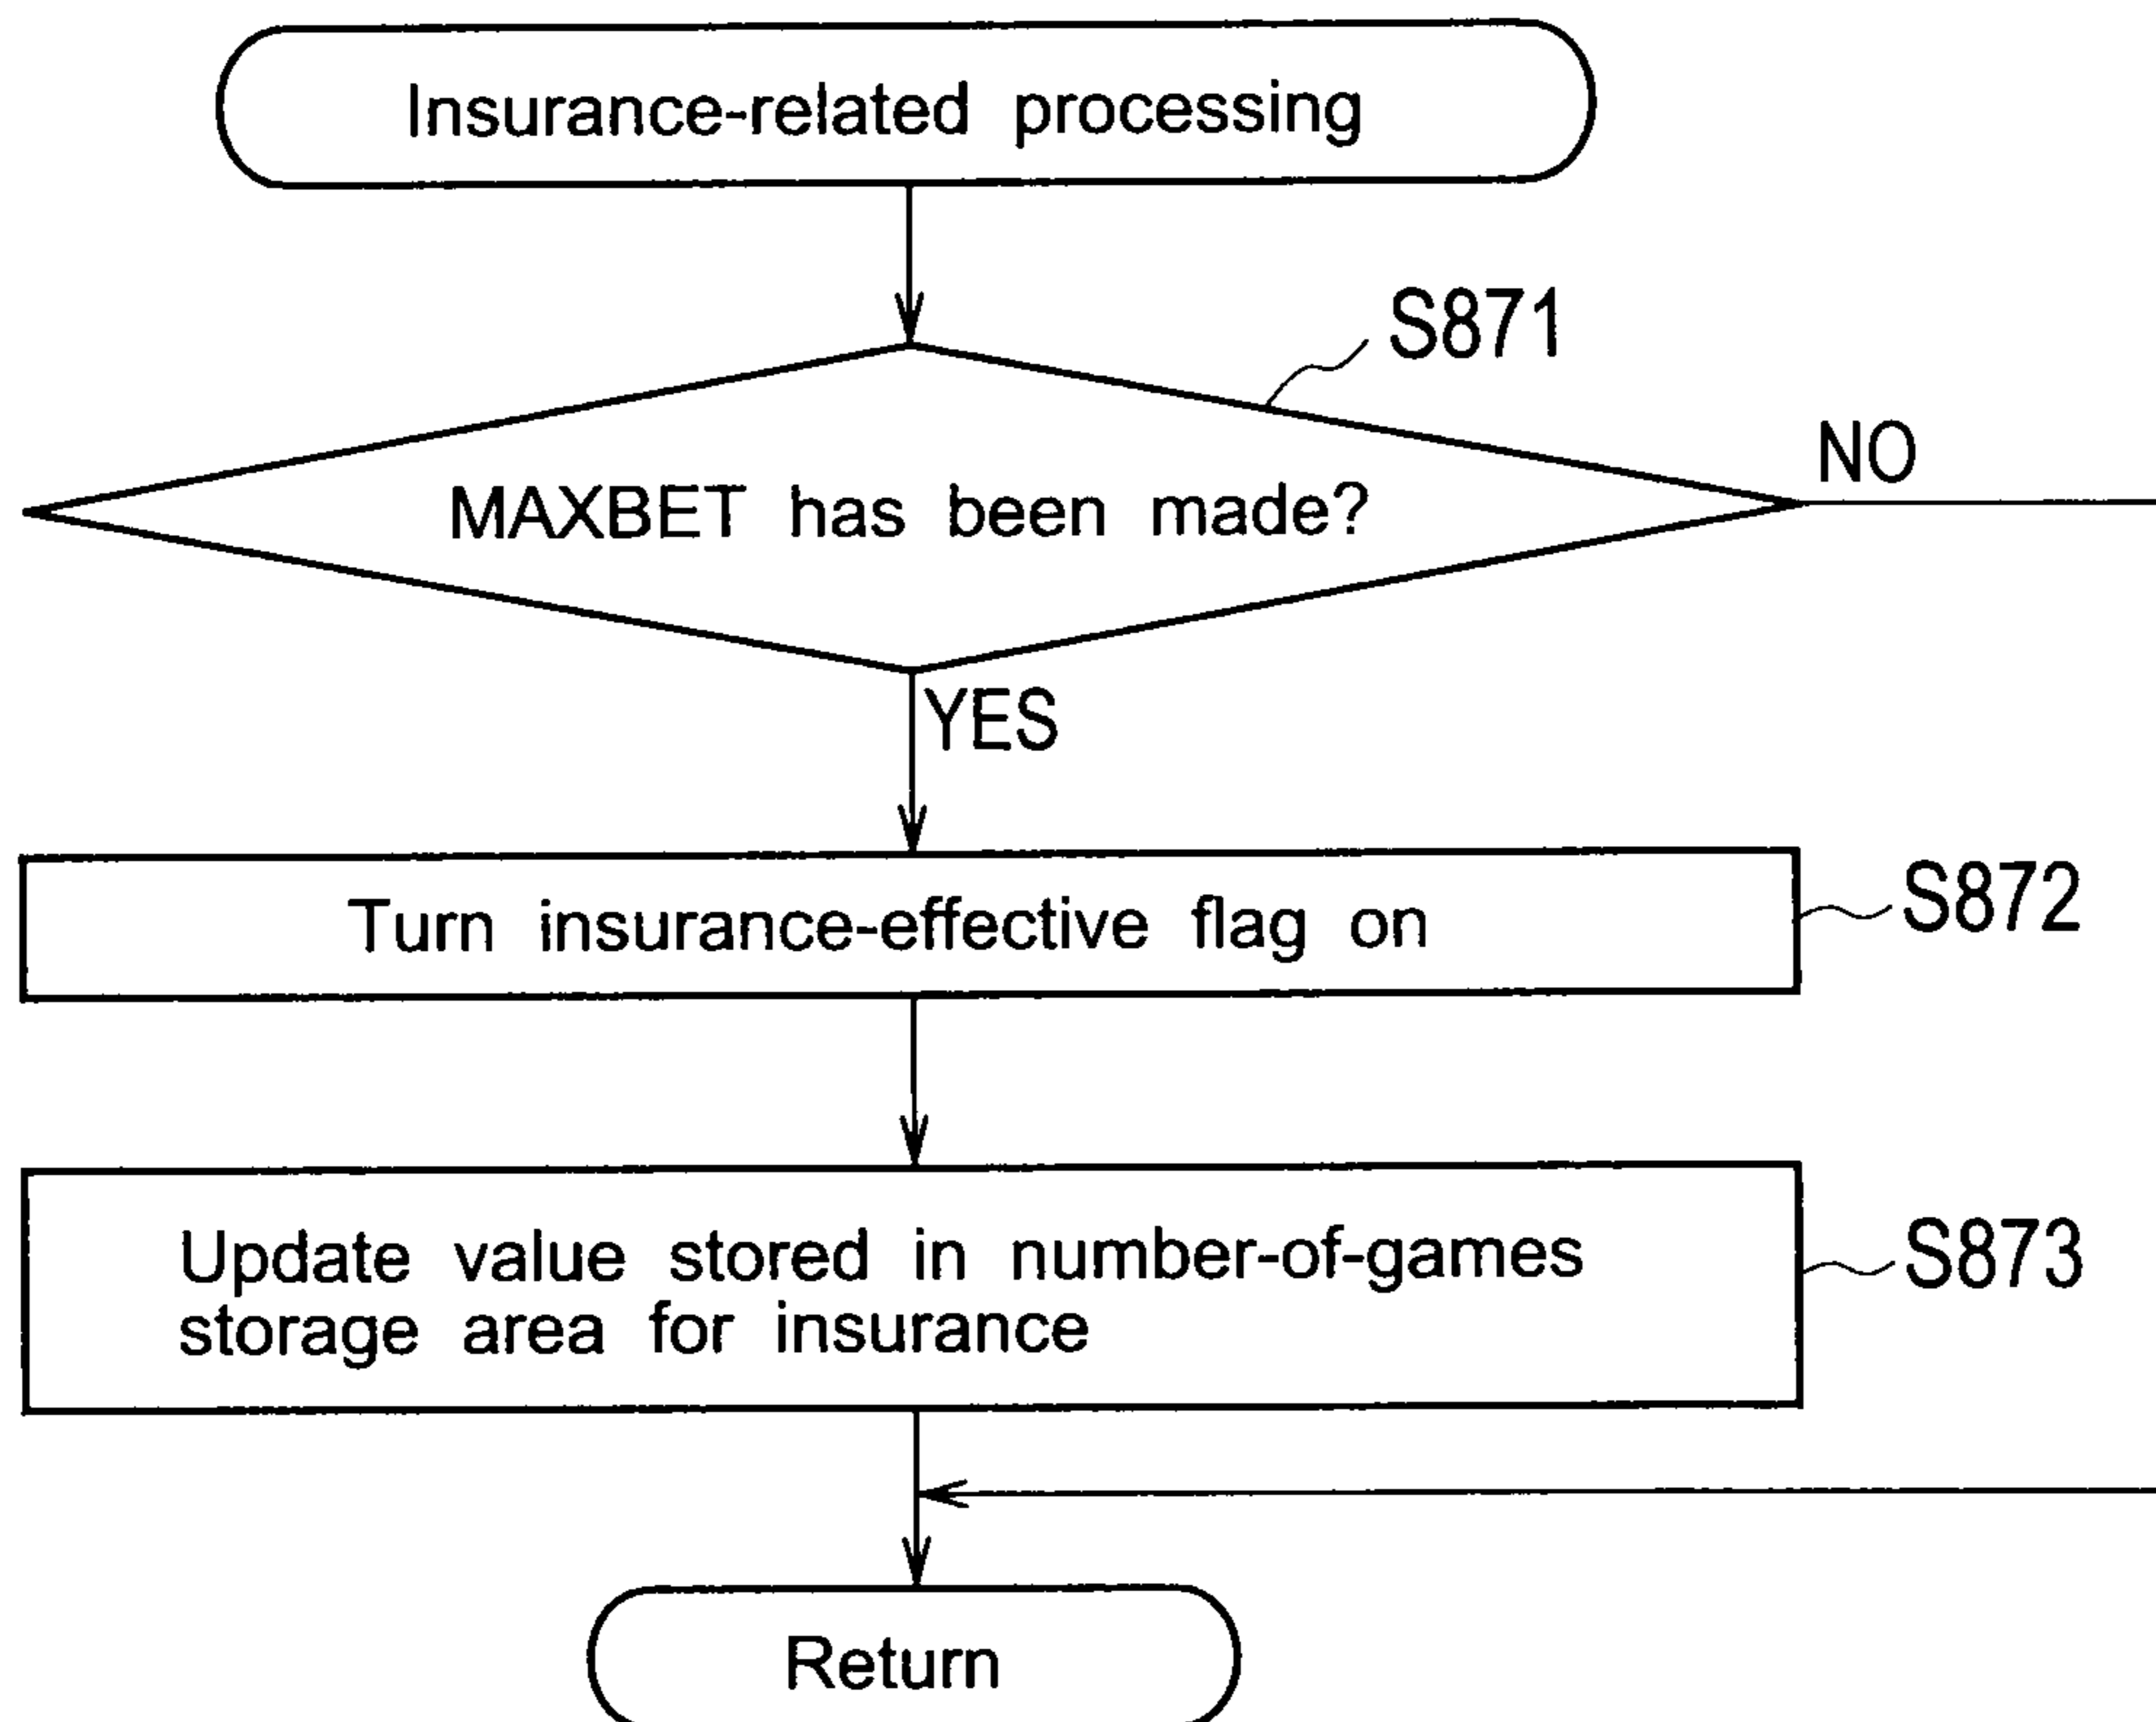 Insurance-related processing
S871
NO
MAXBET has been made?
YES
Turn insurance-effective flag on
S872
Update value stored in number-of-games
storage area for insurance
S873
Return